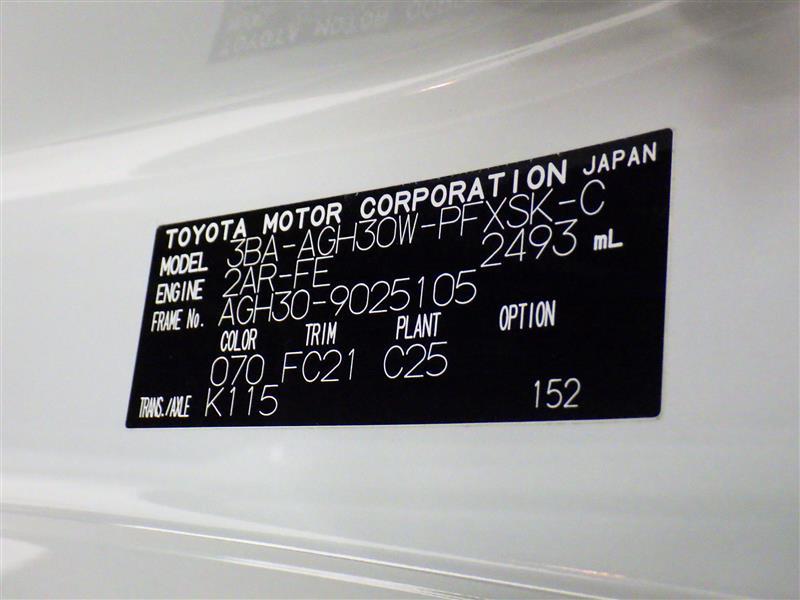 TOYOTA MOTOR CORPORATION JAPAN
MODEL 3BA-AGH30W-PFXSK-C
ENGINE 2AR-FE 2493 mL
FRAME No. AGH30-9025105
COLOR TRIM PLANT OPTION
070 FC21 C25
TRANS./AXLE K115 152